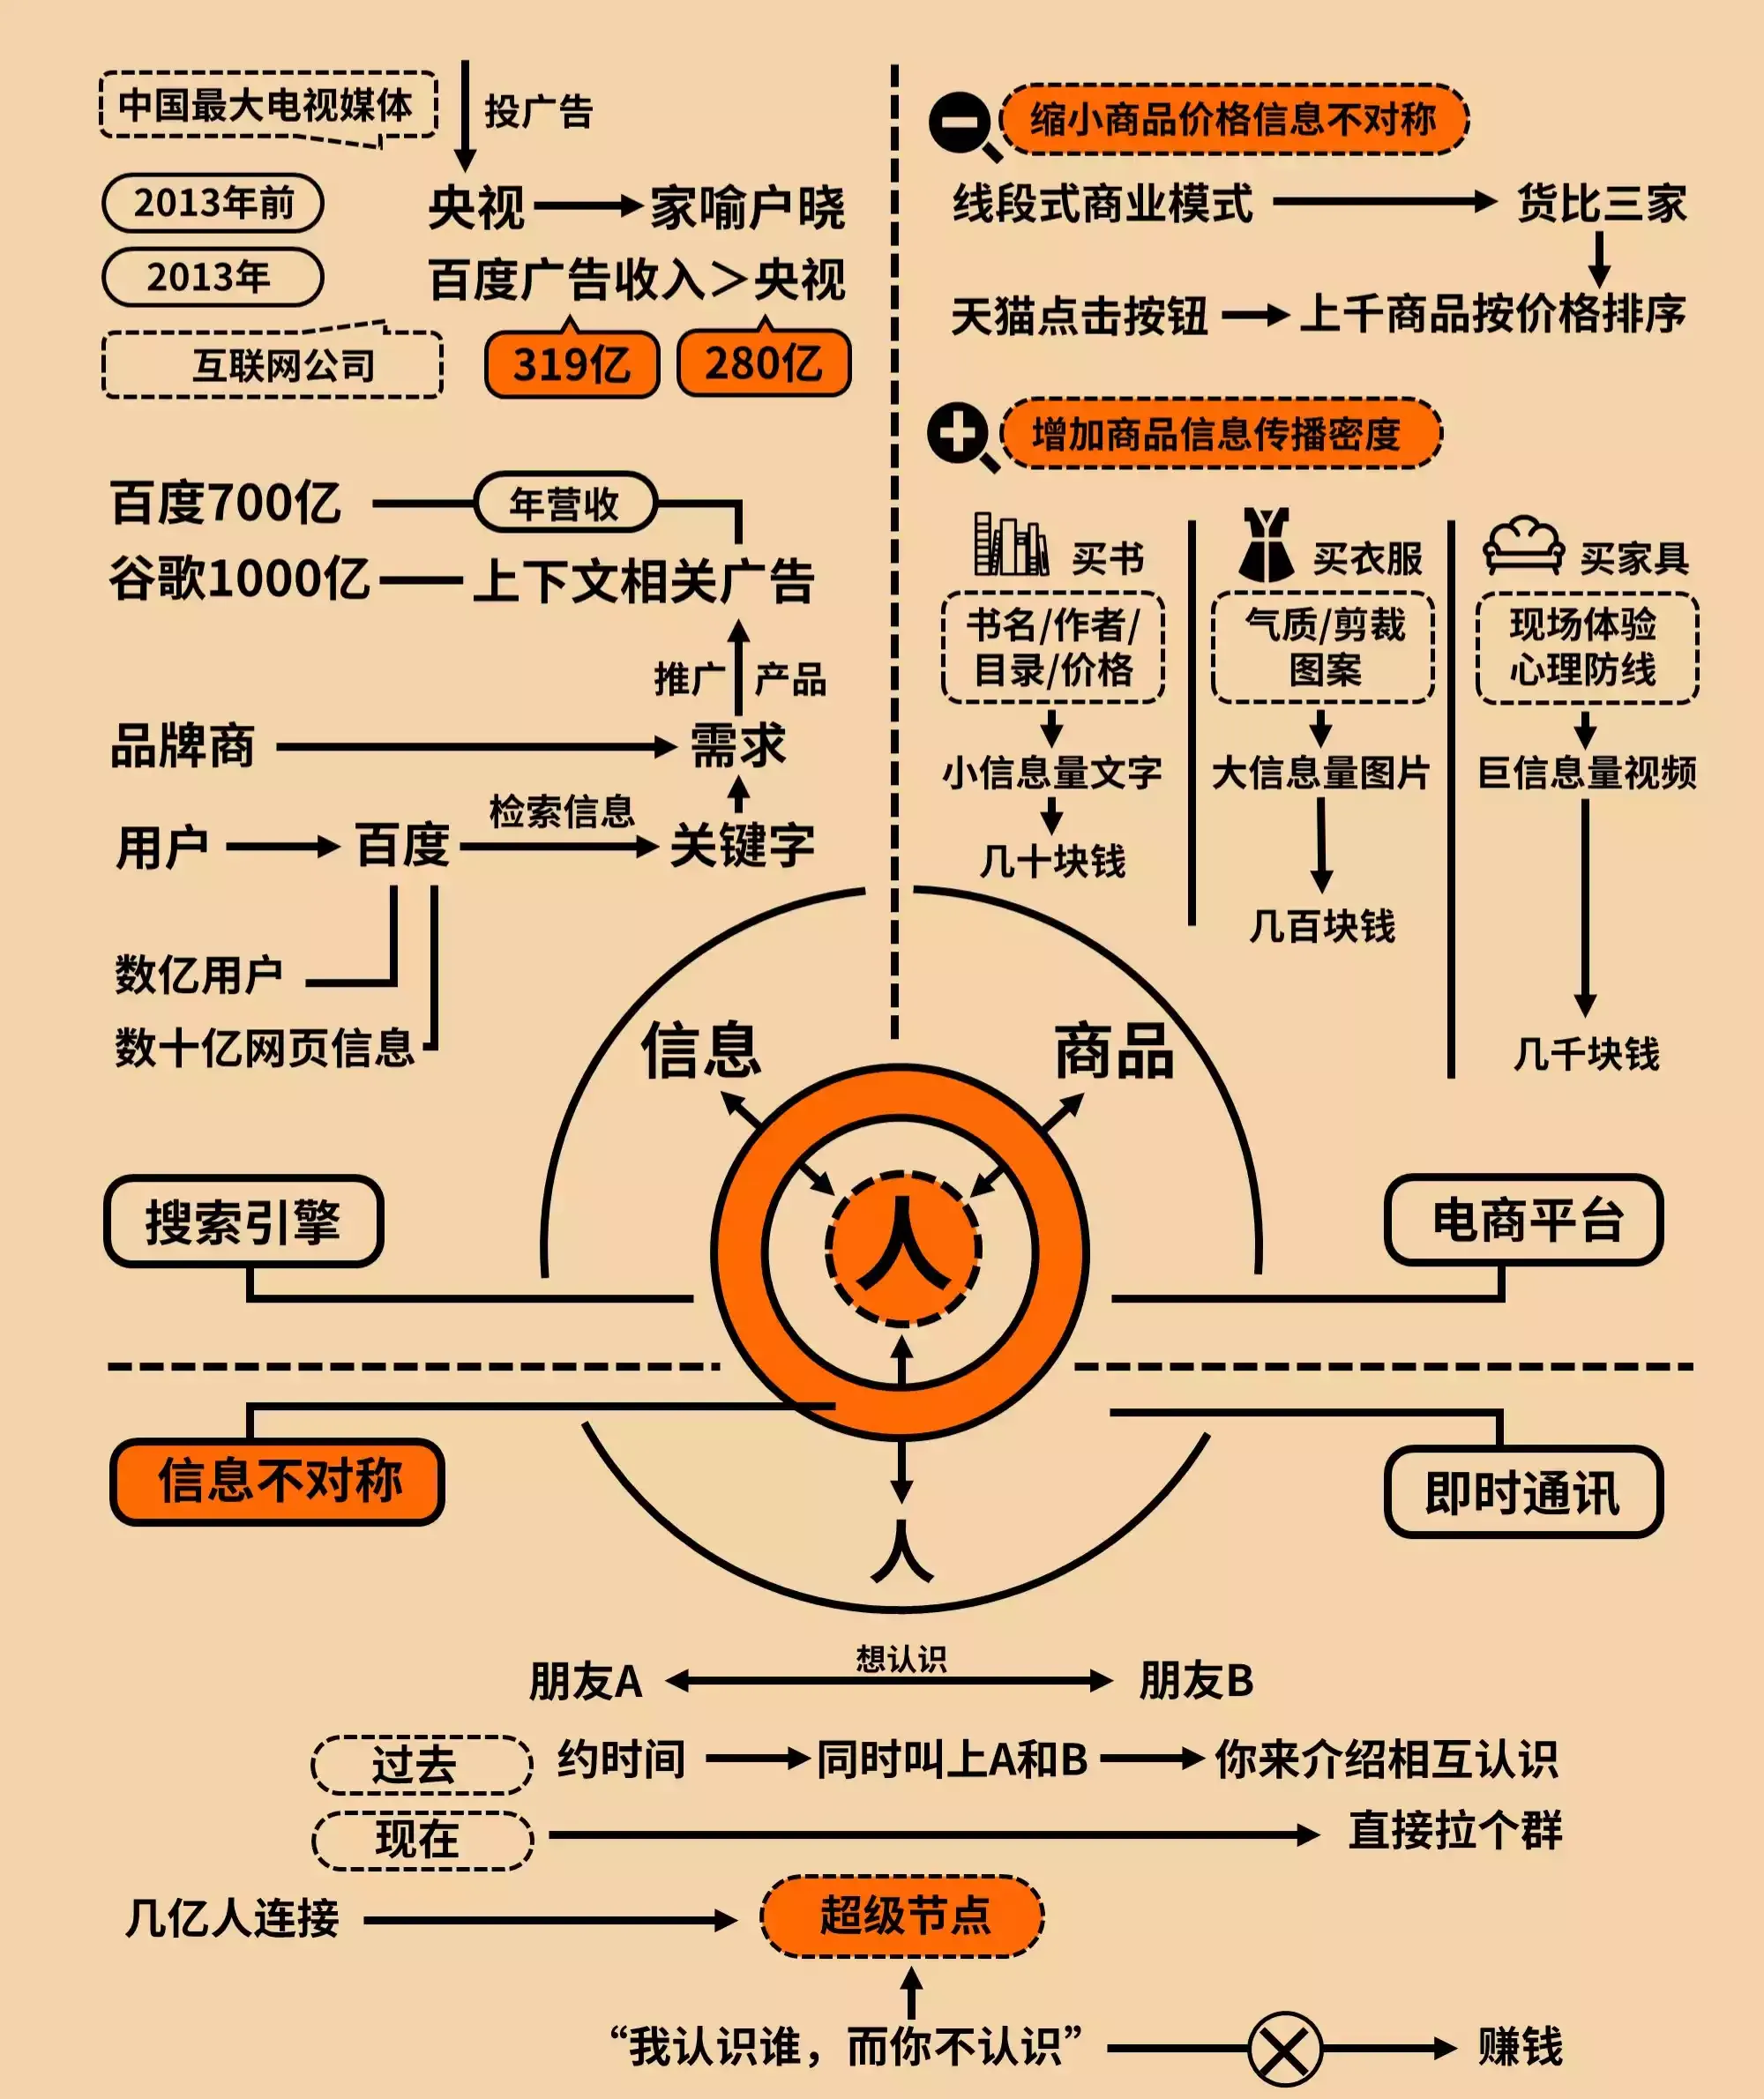 中国最大电视媒体
投广告
2013年前
央视
家喻户晓
2013年
百度广告收入＞央视
互联网公司
319亿
280亿
百度700亿
年营收
谷歌1000亿
上下文相关广告
推广
产品
品牌商
需求
检索信息
用户
百度
关键字
数亿用户
数十亿网页信息
缩小商品价格信息不对称
线段式商业模式
货比三家
天猫点击按钮
上千商品按价格排序
增加商品信息传播密度
买书
书名/作者/
目录/价格
小信息量文字
几十块钱
买衣服
气质/剪裁
图案
大信息量图片
几百块钱
买家具
现场体验
心理防线
巨信息量视频
几千块钱
信息
商品
搜索引擎
人
电商平台
信息不对称
即时通讯
人
想认识
朋友A
朋友B
过去
约时间
同时叫上A和B
你来介绍相互认识
现在
直接拉个群
几亿人连接
超级节点
“我认识谁，而你不认识”
赚钱